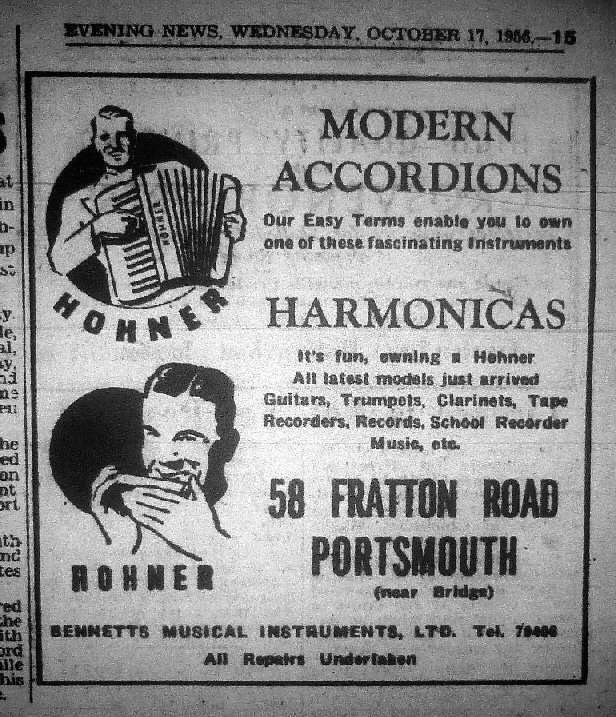 EVENING NEWS, WEDNESDAY, OCTOBER 17, 1956.—15
MODERN
ACCORDIONS
Our Easy Terms enable you to own
one of these fascinating instruments
HOHNER
HOHNER
HARMONICAS
It's fun, owning a Hohner
All latest models just arrived
Guitars, Trumpets, Clarinets, Tape
Recorders, Records, School Recorder
Music, etc.
HOHNER
58 FRATTON ROAD
PORTSMOUTH
(near Bridge)
BENNETTS MUSICAL INSTRUMENTS, LTD. Tel.
All Repairs Undertaken